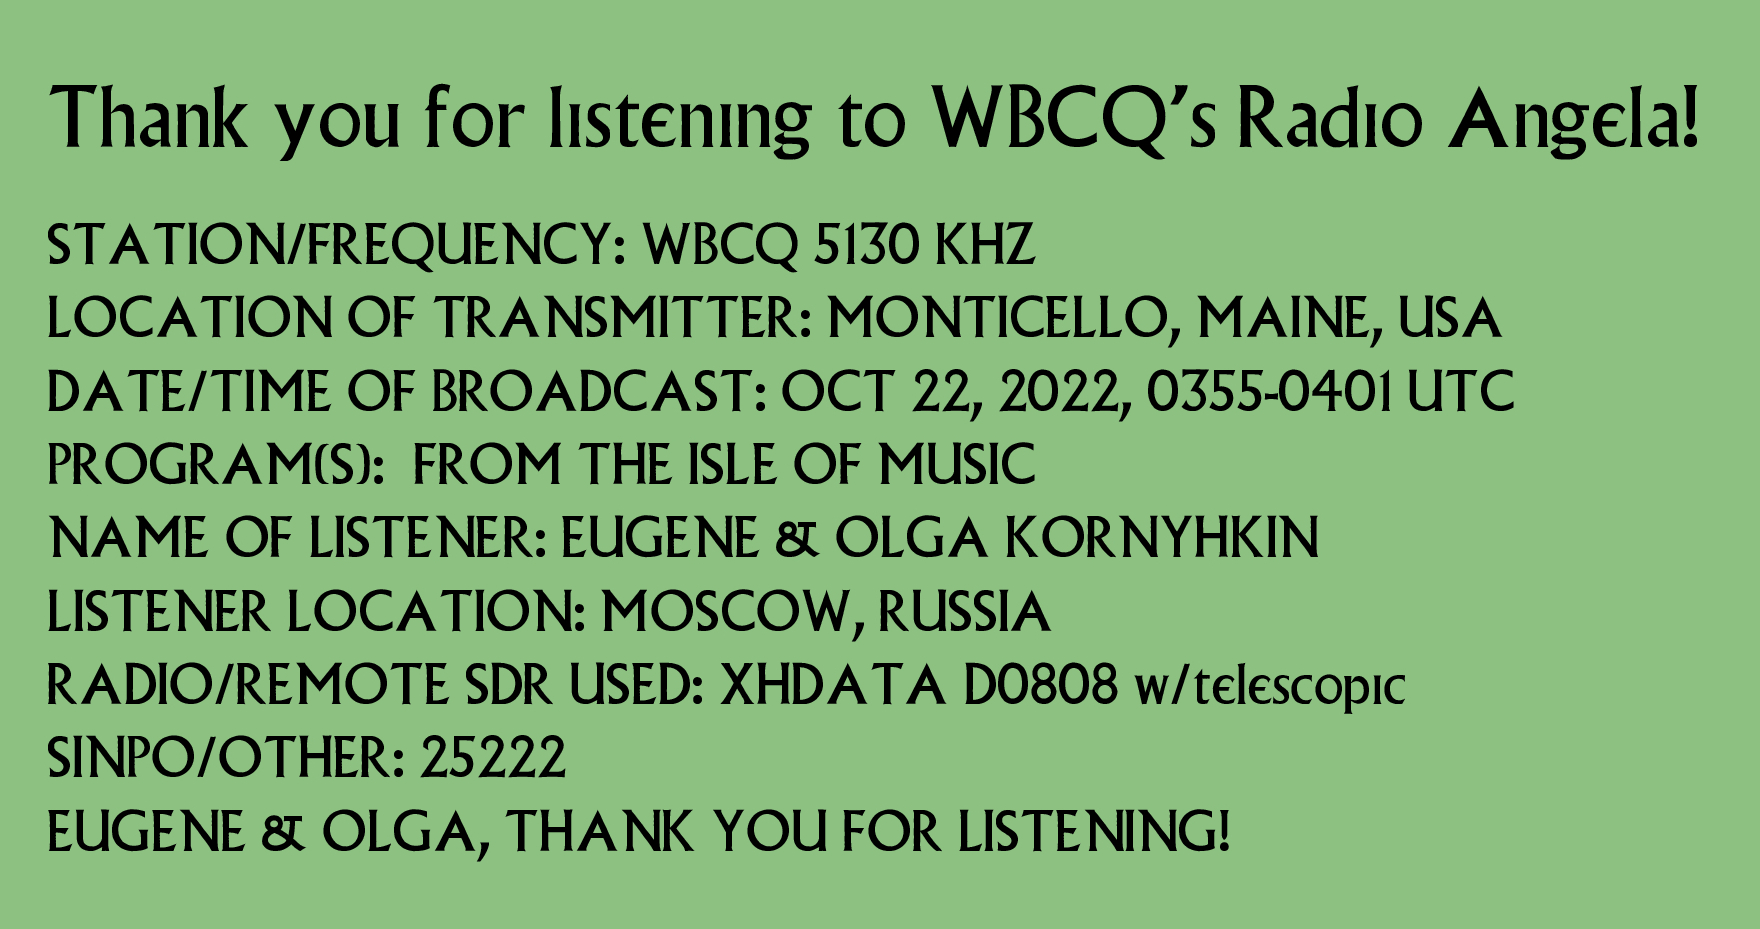 Thank you for listening to WBCQ's Radio Angela!
STATION/FREQUENCY: WBCQ 5130 KHZ
LOCATION OF TRANSMITTER: MONTICELLO, MAINE, USA
DATE/TIME OF BROADCAST: OCT 22, 2022, 0355-0401 UTC
PROGRAM(S):  FROM THE ISLE OF MUSIC
NAME OF LISTENER: EUGENE & OLGA KORNYHKIN
LISTENER LOCATION: MOSCOW, RUSSIA
RADIO/REMOTE SDR USED: XHDATA D0808 w/telescopic
SINPO/OTHER: 25222
EUGENE & OLGA, THANK YOU FOR LISTENING!